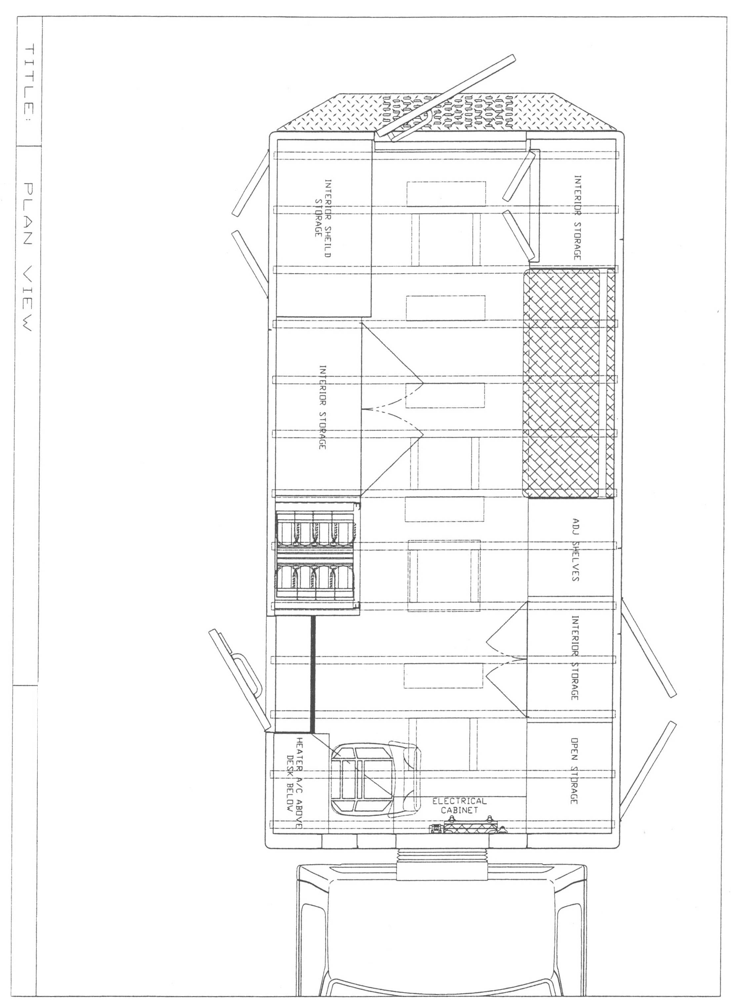 TITLE:
PLAN VIEW
INTERIOR SHEILD
STORAGE
INTERIOR STORAGE
INTERIOR STORAGE
ADJ SHELVES
INTERIOR STORAGE
OPEN STORAGE
HEATER A/C ABOVE
DESK BELOW
ELECTRICAL
CABINET